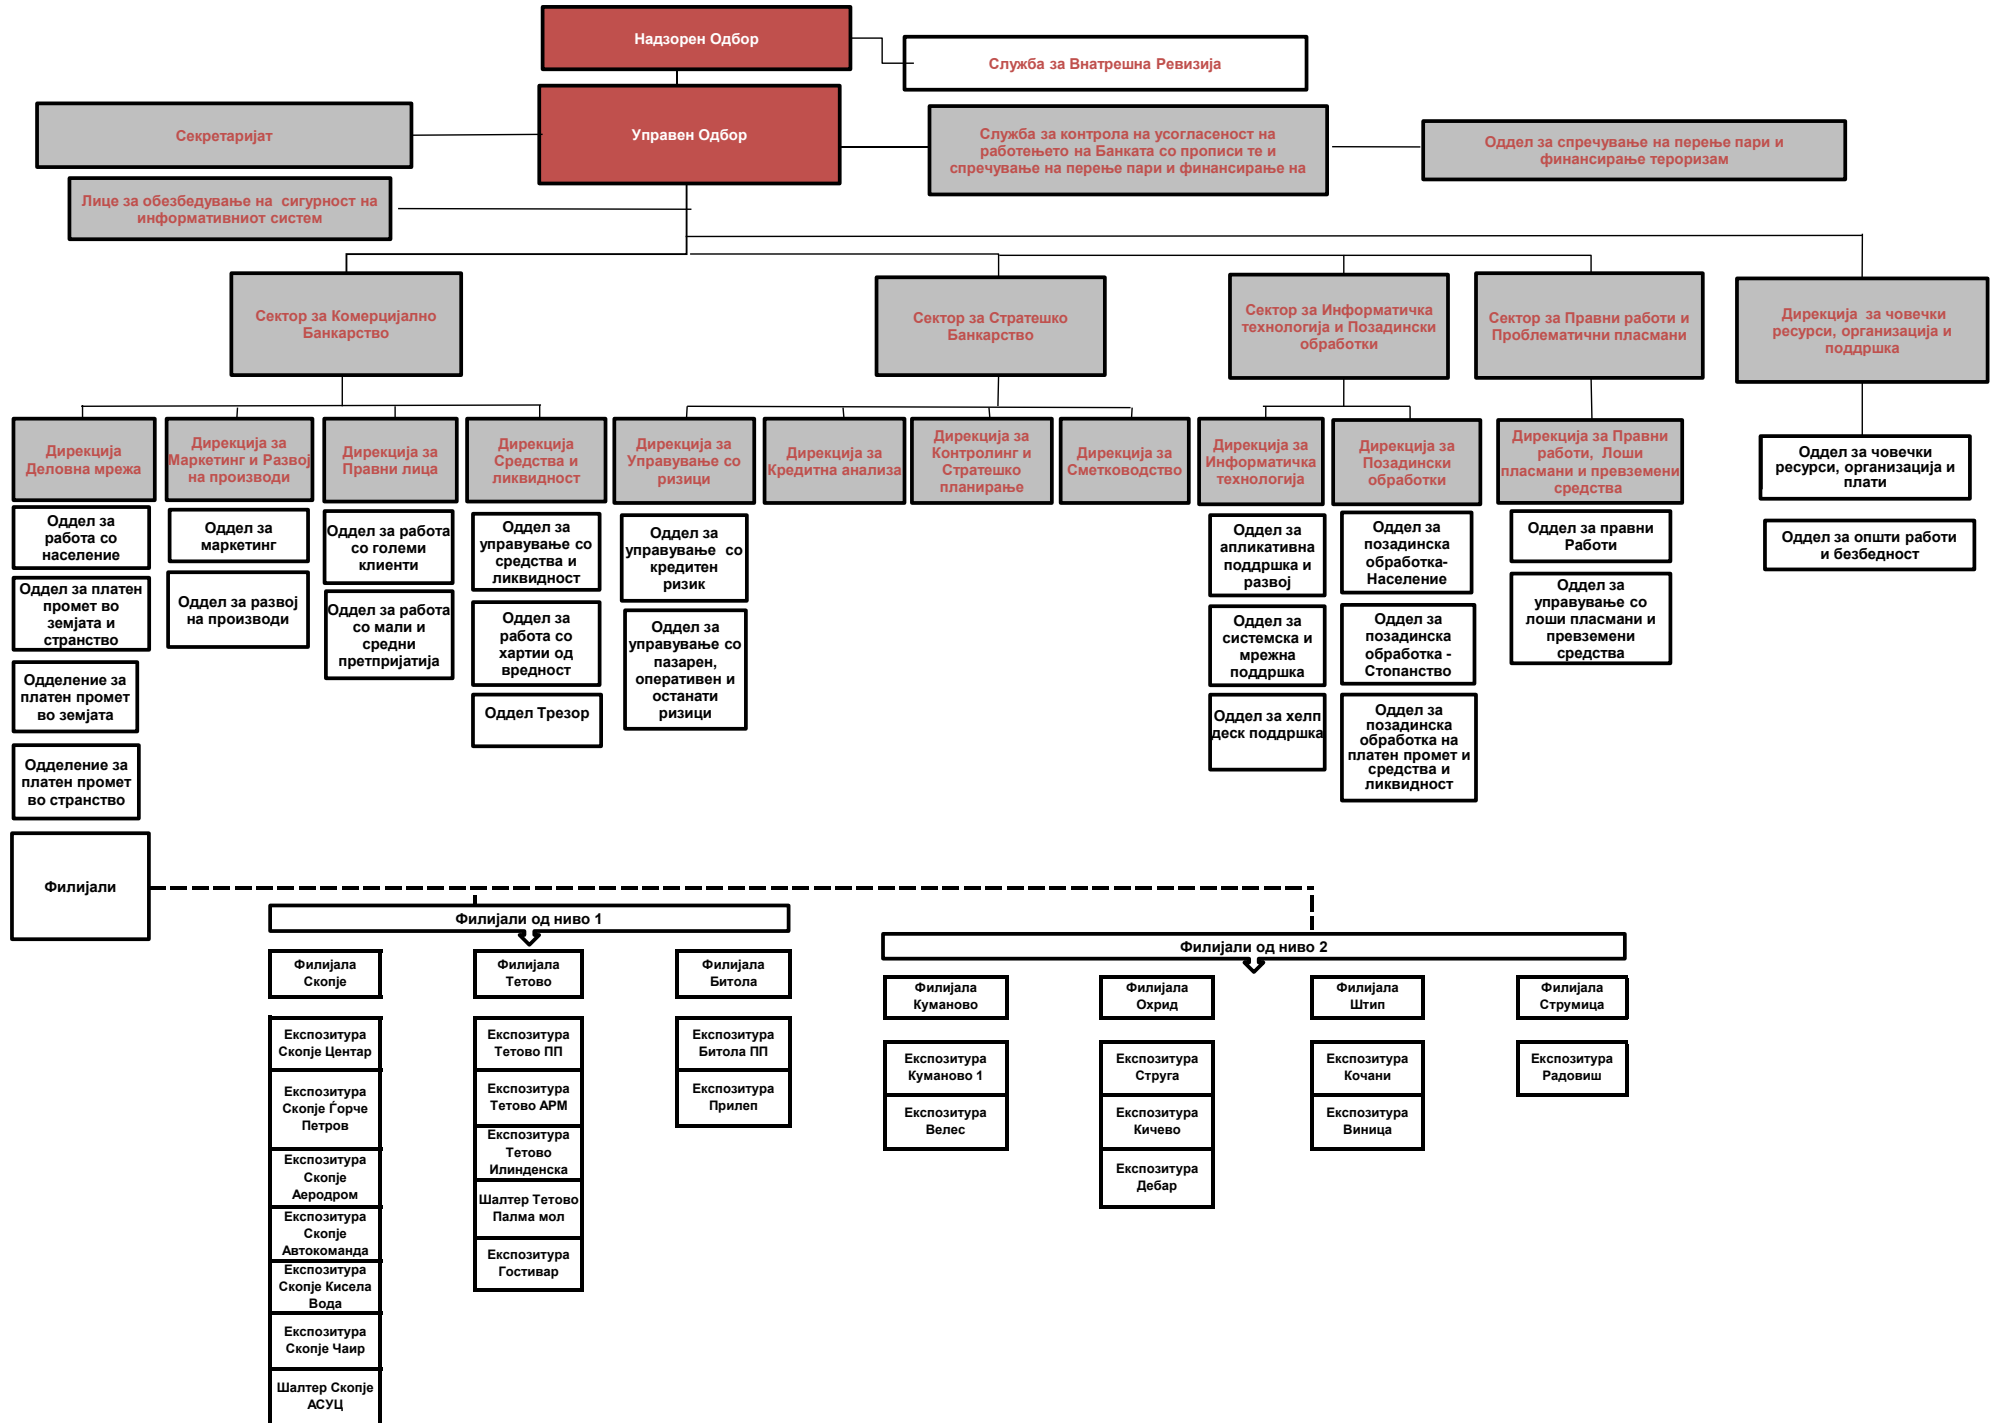 Надзорен Одбор
Служба за Внатрешна Ревизија
Секретаријат
Управен Одбор
Служба за контрола на усогласеност на
работењето на Банката со прописи те и
спречување на перење пари и финансирање на
Оддел за спречување на перење пари и
финансирање тероризам
Лице за обезбедување на сигурност на
информативниот систем
Сектор за Комерцијално
Банкарство
Сектор за Стратешко
Банкарство
Сектор за Информатичка
технологија и Позадински
обработки
Сектор за Правни работи и
Проблематични пласмани
Дирекција за човечки
ресурси, организација и
поддршка
Дирекција
Деловна мрежа
Дирекција за
Маркетинг и Развој
на производи
Дирекција за
Правни лица
Дирекција
Средства и
ликвидност
Дирекција за
Управување со
ризици
Дирекција за
Кредитна анализа
Дирекција за
Контролинг и
Стратешко
планирање
Дирекција за
Сметководство
Дирекција за
Информатичка
технологија
Дирекција за
Позадински
обработки
Дирекција за Правни
работи, Лоши
пласмани и превземени
средства
Оддел за човечки
ресурси, организација и
плати
Оддел за општи работи
и безбедност
Оддел за
работа со
население
Оддел за платен
промет во
земјата и
странство
Одделение за
платен промет
во земјата
Одделение за
платен промет
во странство
Оддел за
маркетинг
Оддел за развој
на производи
Оддел за работа
со големи
клиенти
Оддел за работа
со мали и
средни
претпријатија
Оддел за
управување со
средства и
ликвидност
Оддел за
работа со
хартии од
вредност
Оддел Трезор
Оддел за
управување со
кредитен
ризик
Оддел за
управување со
пазарен,
оперативен и
останати
ризици
Оддел за
апликативна
поддршка и
развој
Оддел за
системска и
мрежна
поддршка
Оддел за хелп
деск поддршка
Оддел за
позадинска
обработка-
Население
Оддел за
позадинска
обработка -
Стопанство
Оддел за
позадинска
обработка на
платен промет и
средства и
ликвидност
Оддел за правни
Работи
Оддел за
управување со
лоши пласмани и
превземени
средства
Филијали
Филијали од ниво 1
Филијали од ниво 2
Филијала
Скопје
Експозитура
Скопје Центар
Експозитура
Скопје Ѓорче
Петров
Експозитура
Скопје
Аеродром
Експозитура
Скопје
Автокоманда
Експозитура
Скопје Кисела
Вода
Експозитура
Скопје Чаир
Шалтер Скопје
АСУЦ
Филијала
Тетово
Експозитура
Тетово ПП
Експозитура
Тетово АРМ
Експозитура
Тетово
Илинденска
Шалтер Тетово
Палма мол
Експозитура
Гостивар
Филијала
Битола
Експозитура
Битола ПП
Експозитура
Прилеп
Филијала
Куманово
Експозитура
Куманово 1
Експозитура
Велес
Филијала
Охрид
Експозитура
Струга
Експозитура
Кичево
Експозитура
Дебар
Филијала
Штип
Експозитура
Кочани
Експозитура
Виница
Филијала
Струмица
Експозитура
Радовиш